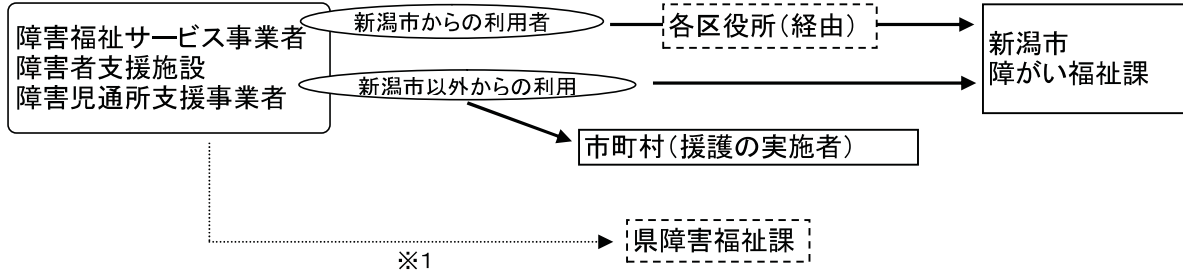 障害福祉サービス事業者
障害者支援施設
障害児通所支援事業者
新潟市からの利用者
各区役所（経由）
新潟市
障がい福祉課
新潟市以外からの利用
市町村（援護の実施者）
県障害福祉課
※1